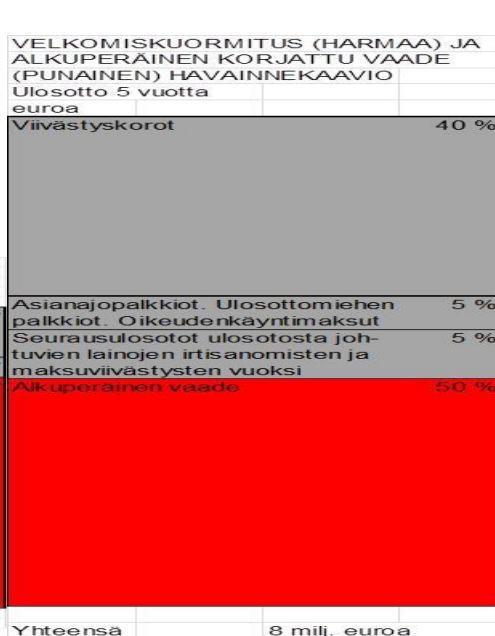 VELKOMISKUORMITUS (HARMAA) JA
ALKUPERÄINEN KORJATTU VAADE
(PUNAINEN) HAVAINNEKAAVIO
Ulosotto 5 vuotta
euroa
Viivästyskorot 40 %
Asianajopalkkiot. Ulosottomiehen 5 %
palkkiot. Oikeudenkäyntimaksut
Seurausulosotot ulosotosta joh- 5 %
tuvien lainojen irtisanomisten ja
maksuviivästysten vuoksi
Alkuperäinen vaade 50 %
Yhteensä 8 milj. euroa